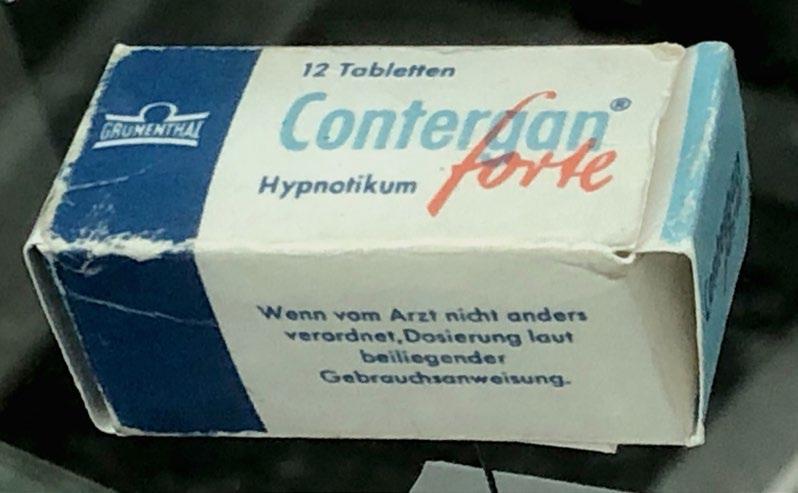 12 Tabletten
GRÜNENTHAL
Contergan®
forte
Hypnotikum
Wenn vom Arzt nicht anders
verordnet, Dosierung laut
beiliegender
Gebrauchsanweisung.